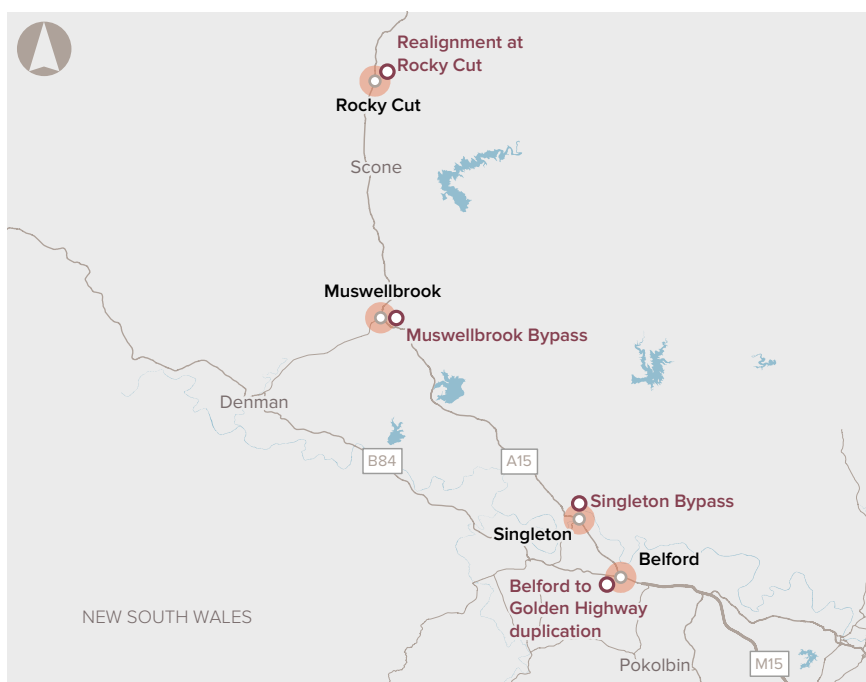 Realignment at
Rocky Cut
Rocky Cut
Scone
Muswellbrook
Muswellbrook Bypass
Denman
B84
A15
Singleton Bypass
Singleton
Belford
Belford to
Golden Highway
duplication
NEW SOUTH WALES
Pokolbin
M15